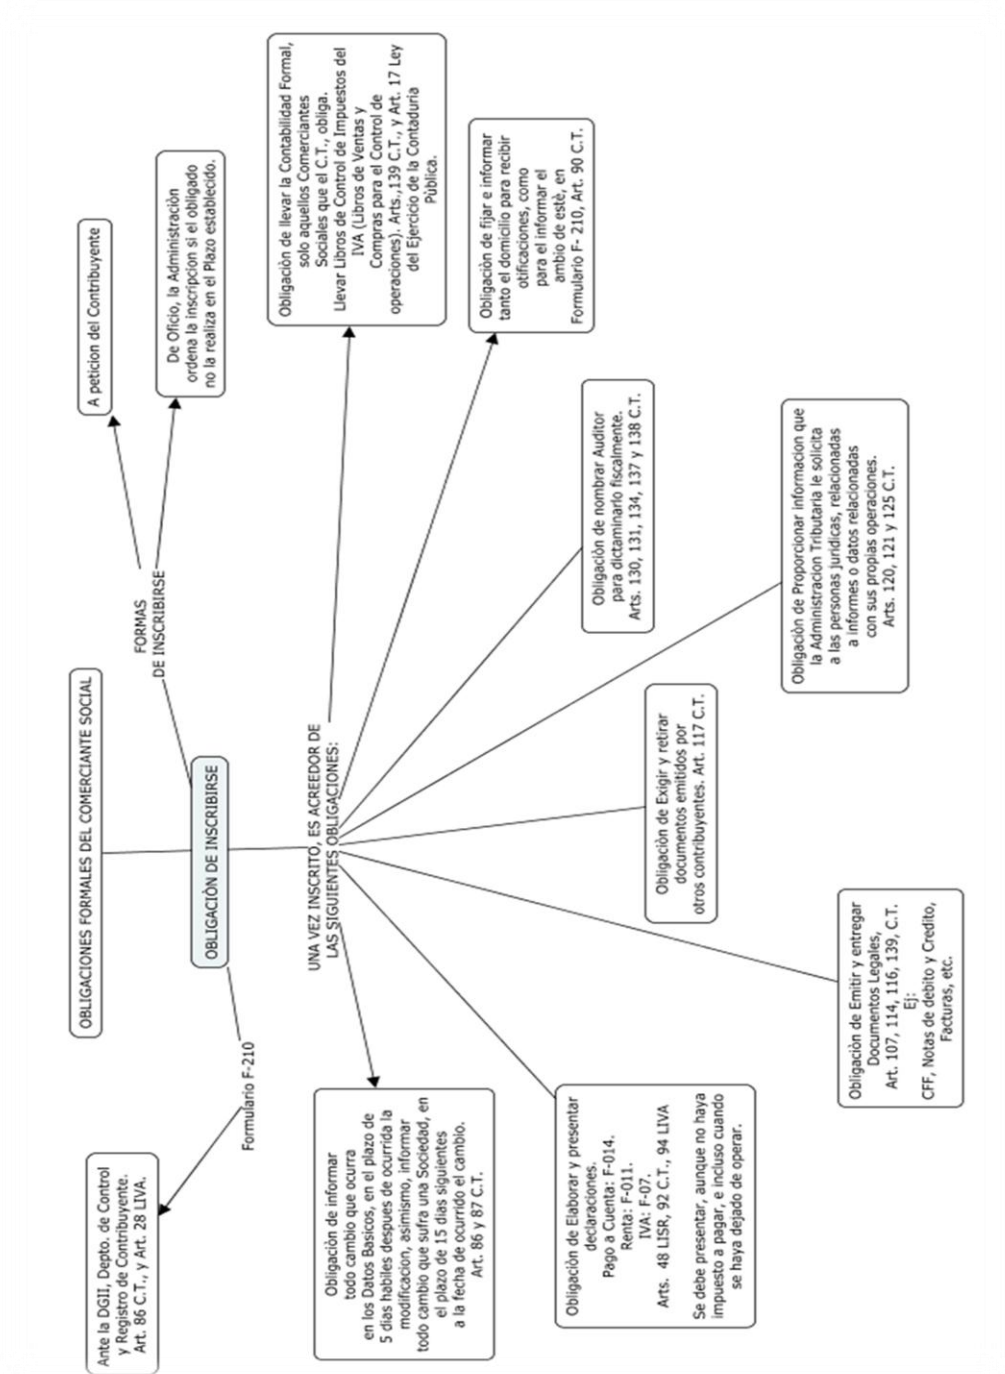 OBLIGACIONES FORMALES DEL COMERCIANTE SOCIAL
OBLIGACIÒN DE INSCRIBIRSE
Formulario F-210
Ante la DGII, Depto. de Control
y Registro de Contribuyente.
Art. 86 C.T., y Art. 28 LIVA.
FORMAS
DE INSCRIBIRSE
A peticion del Contribuyente
De Oficio, la Administraciòn
ordena la inscripcion si el obligado
no la realiza en el Plazo establecido.
UNA VEZ INSCRITO, ES ACREEDOR DE
LAS SIGUIENTES OBLIGACIONES:
Obligaciòn de informar
todo cambio que ocurra
en los Datos Basicos, en el plazo de
5 dias habiles despues de ocurrida la
modificacion, asimismo, informar
todo cambio que sufra una Sociedad, en
el plazo de 15 dias siguientes
a la fecha de ocurrido el cambio.
Art. 86 y 87 C.T.
Obligaciòn de Elaborar y presentar
declaraciones.
Pago a Cuenta: F-014.
Renta: F-011.
IVA: F-07.
Arts. 48 LISR, 92 C.T., 94 LIVA
Se debe presentar, aunque no haya
impuesto a pagar, e incluso cuando
se haya dejado de operar.
Obligaciòn de Emitir y entregar
Documentos Legales,
Art. 107, 114, 116, 139, C.T.
Ej:
CFF, Notas de debito y Credito,
Facturas, etc.
Obligaciòn de Exigir y retirar
documentos emitidos por
otros contribuyentes. Art. 117 C.T.
Obligaciòn de Proporcionar informacion que
la Administracion Tributaria le solicita
a las personas juridicas, relacionadas
a informes o datos relacionadas
con sus propias operaciones.
Arts. 120, 121 y 125 C.T.
Obligaciòn de nombrar Auditor
para dictaminarlo fiscalmente.
Arts. 130, 131, 134, 137 y 138 C.T.
Obligaciòn de fijar e informar
tanto el domicilio para recibir
otificaciones, como
para el informar el
ambio de estè, en
Formulario F- 210, Art. 90 C.T.
Obligaciòn de llevar la Contabilidad Formal,
solo aquellos Comerciantes
Sociales que el C.T., obliga.
Llevar Libros de Control de Impuestos del
IVA (Libros de Ventas y
Compras para el Control de
operaciones). Arts.,139 C.T., y Art. 17 Ley
del Ejercicio de la Contaduria
Pùblica.